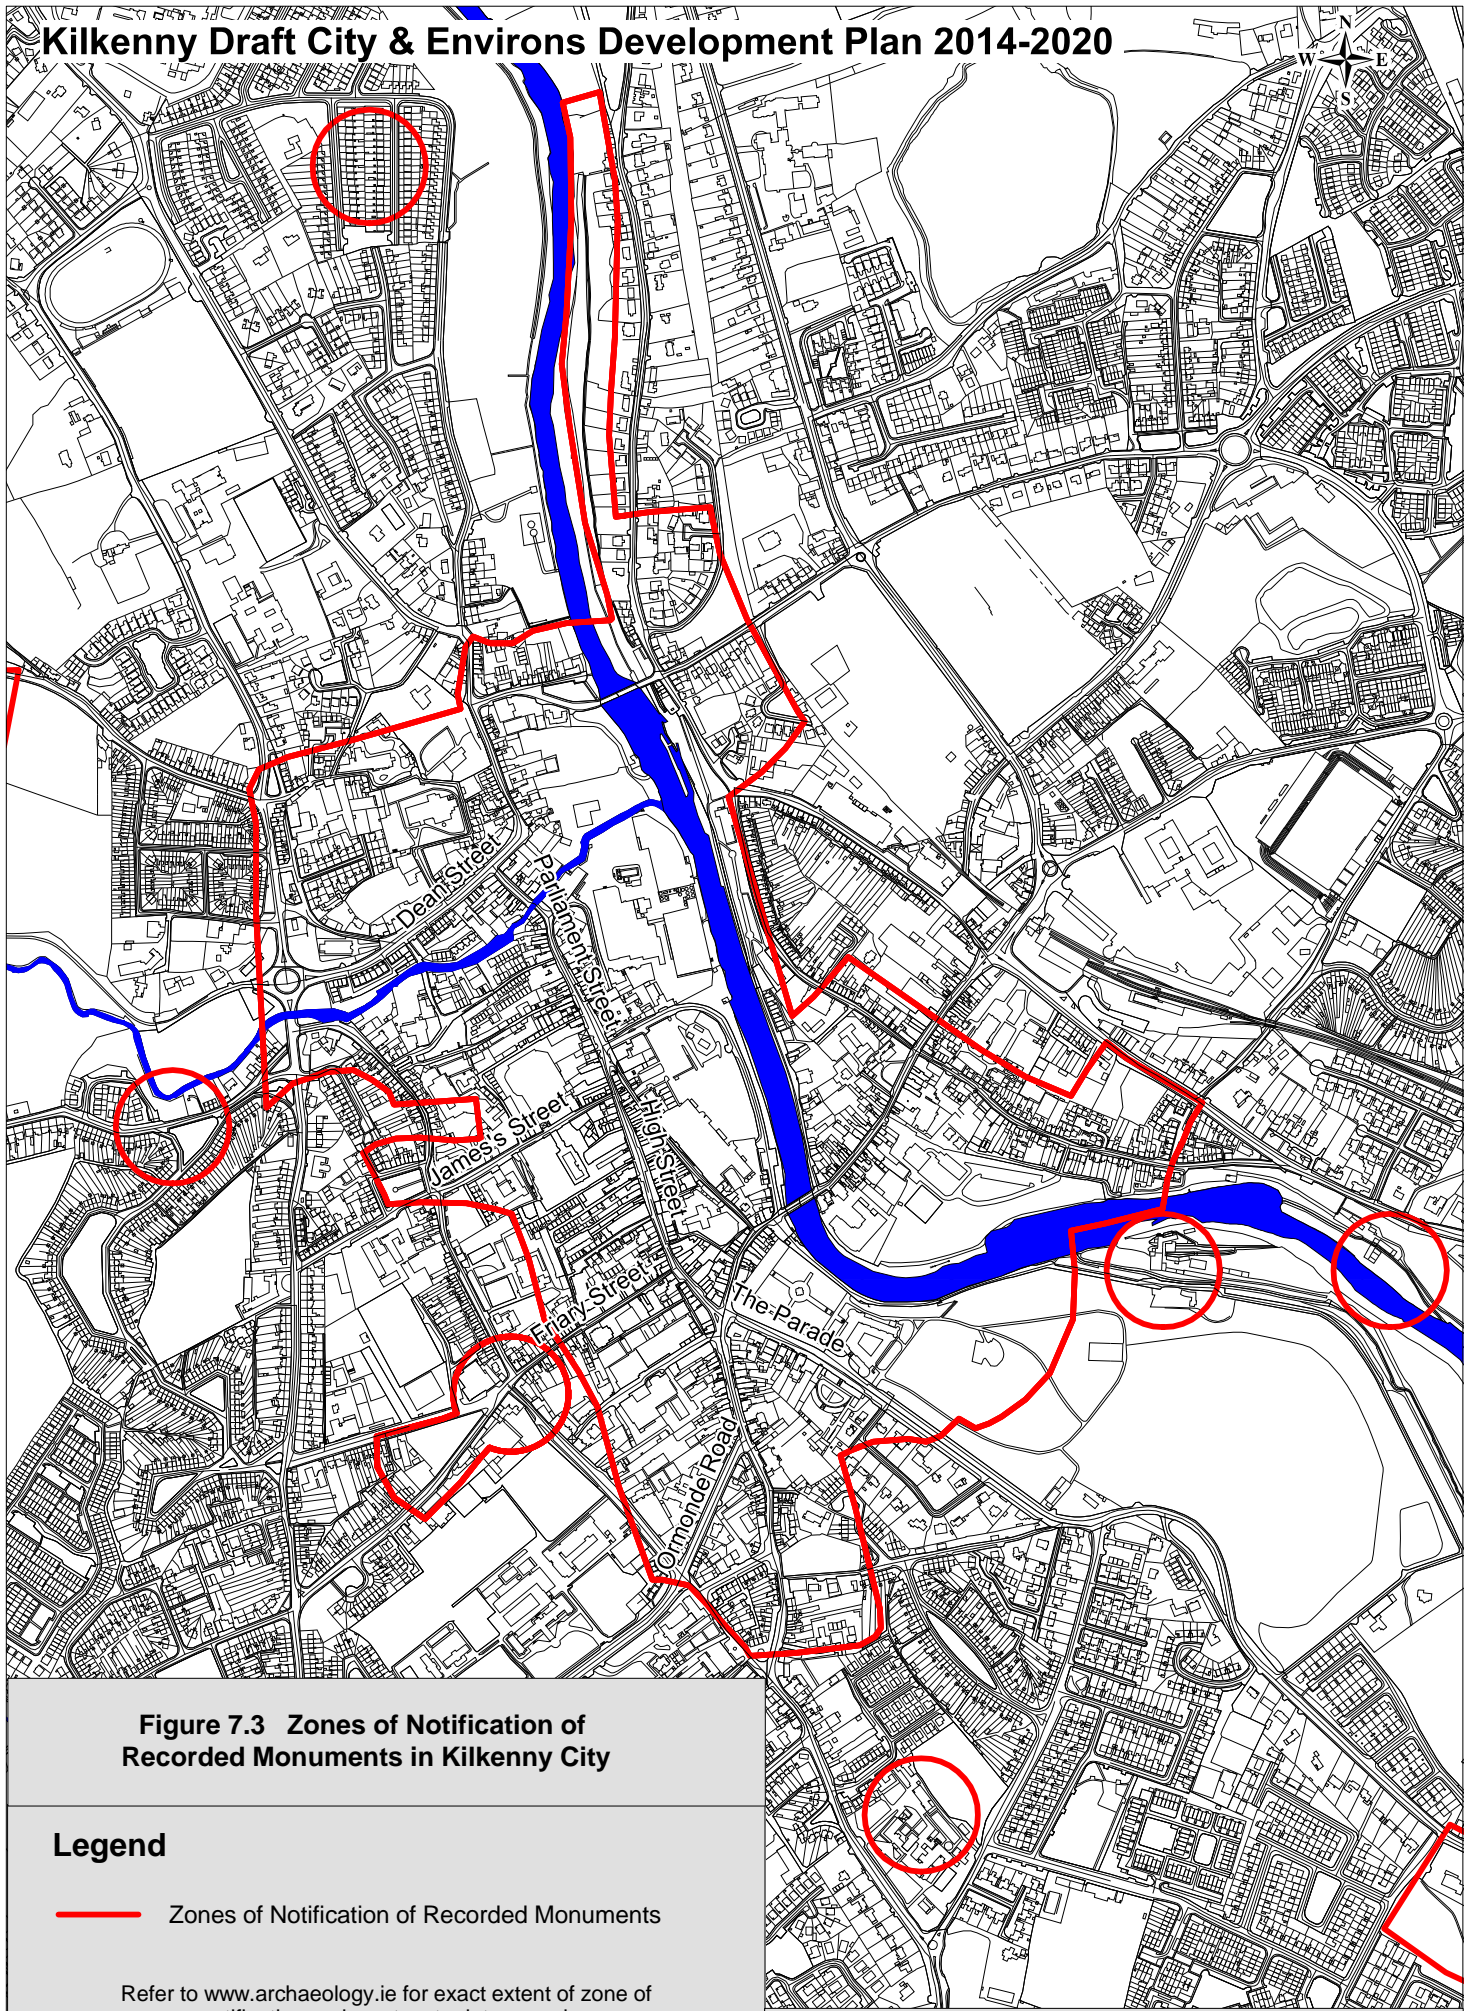 Kilkenny Draft City & Environs Development Plan 2014-2020
N
W E
S
Dean Street
Parliament Street
High Street
James's Street
Friary Street
The Parade
Ormonde Road
Figure 7.3 Zones of Notification of
Recorded Monuments in Kilkenny City
Legend
Zones of Notification of Recorded Monuments
Refer to www.archaeology.ie for exact extent of zone of